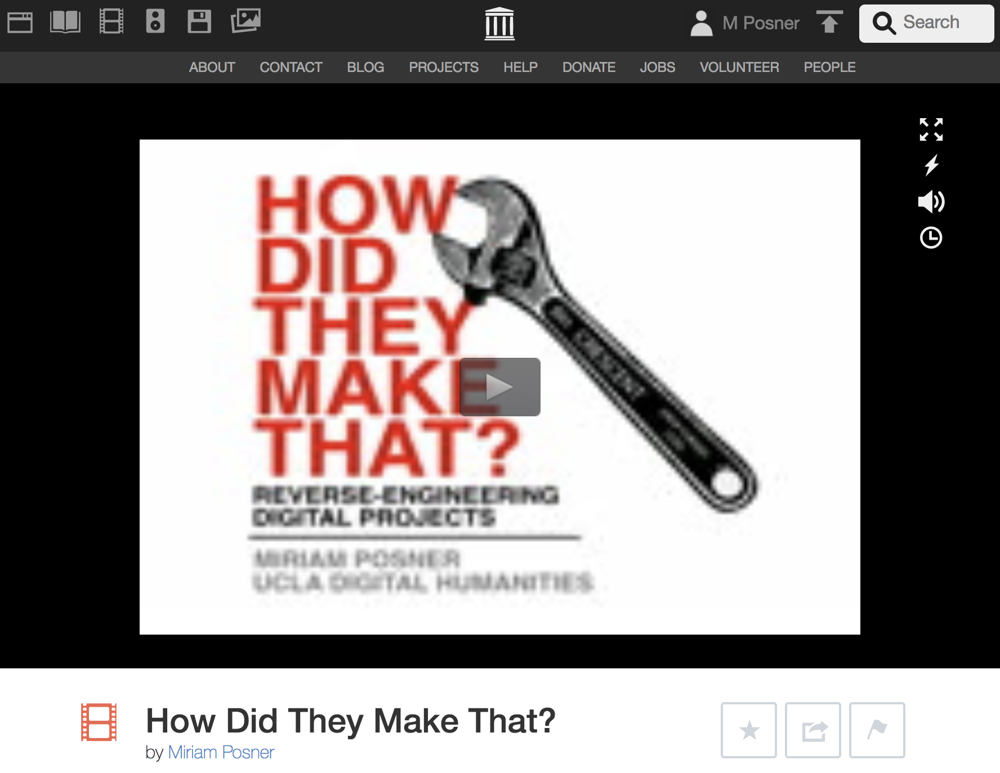 M Posner
Search
ABOUT CONTACT BLOG PROJECTS HELP DONATE JOBS VOLUNTEER PEOPLE
HOW
DID
THEY
MAKE
THAT?
REVERSE-ENGINEERING
DIGITAL PROJECTS
MIRIAM POSNER
UCLA DIGITAL HUMANITIES
CRESCENT
How Did They Make That?
by Miriam Posner